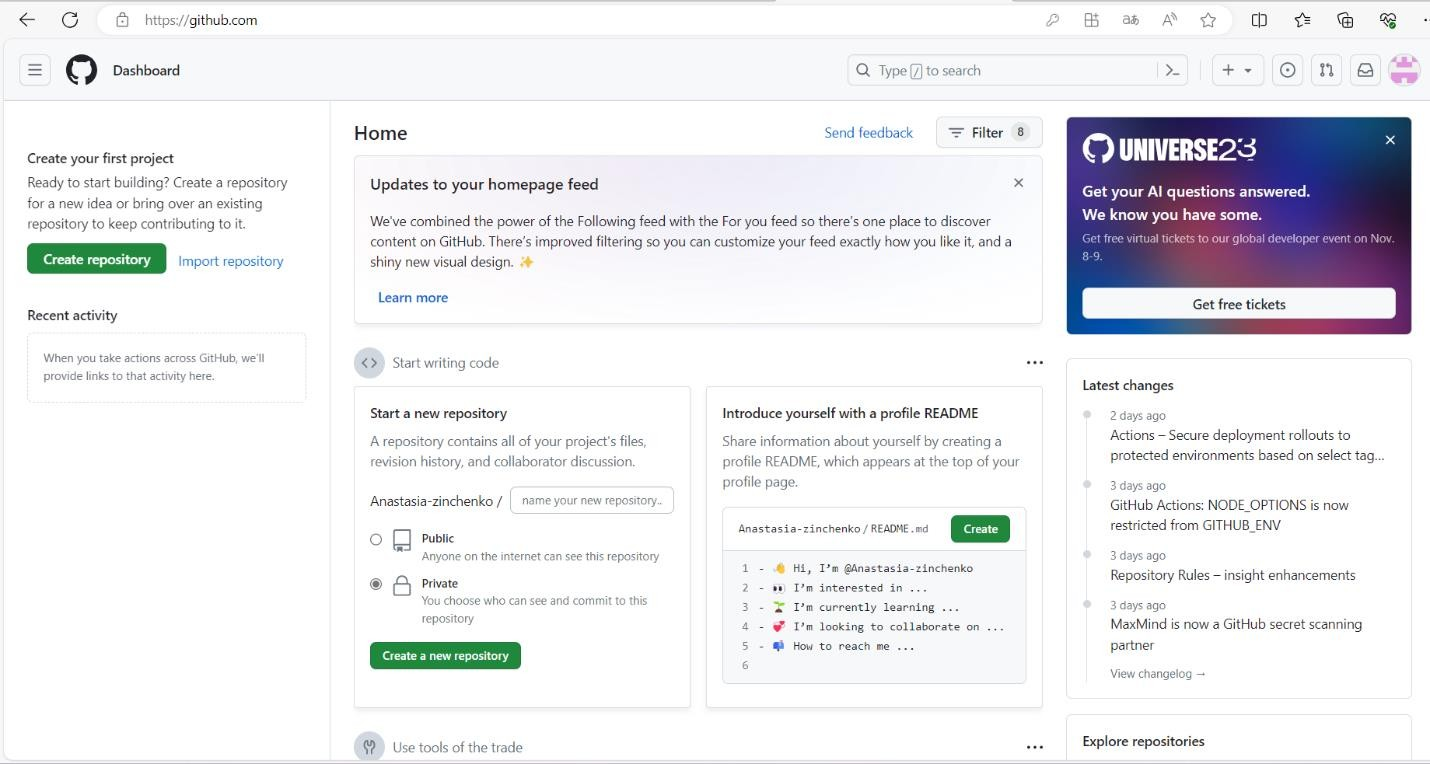 https://github.com
Dashboard
Type / to search
Create your first project
Ready to start building? Create a repository
for a new idea or bring over an existing
repository to keep contributing to it.
Create repository
Import repository
Recent activity
When you take actions across GitHub, we'll
provide links to that activity here.
Home
Send feedback
Filter 8
Updates to your homepage feed
We've combined the power of the Following feed with the For you feed so there's one place to discover
content on GitHub. There's improved filtering so you can customize your feed exactly how you like it, and a
shiny new visual design. ✨
Learn more
Start writing code
Start a new repository
A repository contains all of your project's files,
revision history, and collaborator discussion.
Anastasia-zinchenko /
name your new repository..
Public
Anyone on the internet can see this repository
Private
You choose who can see and commit to this
repository
Create a new repository
Introduce yourself with a profile README
Share information about yourself by creating a
profile README, which appears at the top of your
profile page.
Anastasia-zinchenko / README.md
Create
1 - 👋 Hi, I'm @Anastasia-zinchenko
2 - 👀 I'm interested in ...
3 - 🌱 I'm currently learning ...
4 - 💞️ I'm looking to collaborate on ...
5 - 📫 How to reach me ...
6
Use tools of the trade
UNIVERSE23
Get your AI questions answered.
We know you have some.
Get free virtual tickets to our global developer event on Nov.
8-9.
Get free tickets
Latest changes
2 days ago
Actions – Secure deployment rollouts to
protected environments based on select tag...
3 days ago
GitHub Actions: NODE_OPTIONS is now
restricted from GITHUB_ENV
3 days ago
Repository Rules – insight enhancements
3 days ago
MaxMind is now a GitHub secret scanning
partner
View changelog →
Explore repositories